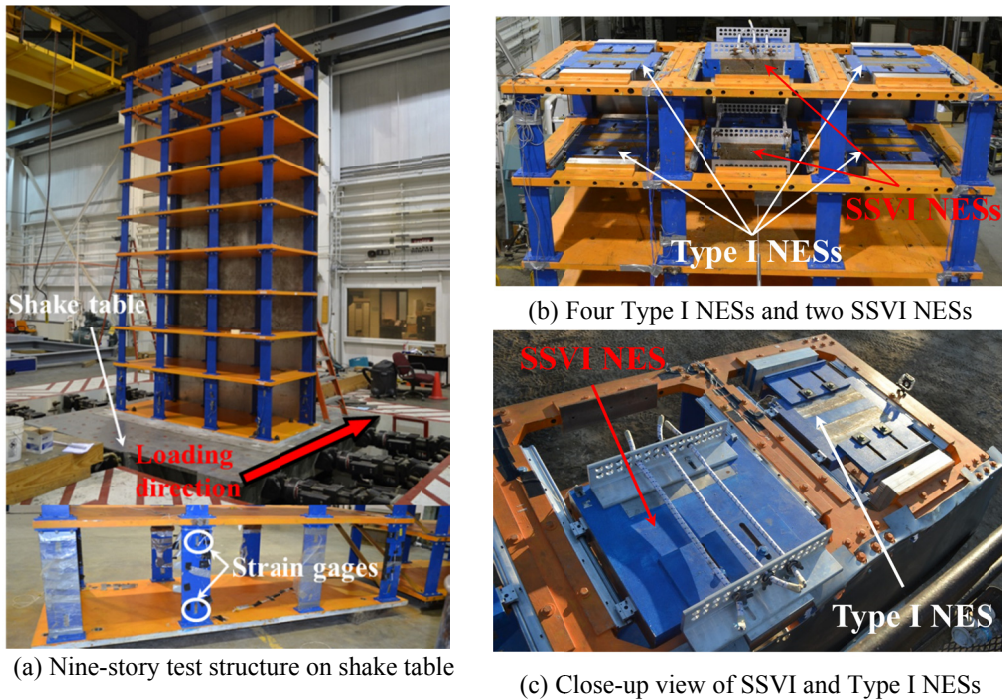 Shake table
Loading
direction
Strain gages
(a) Nine-story test structure on shake table
SSVI NESs
Type I NESs
(b) Four Type I NESs and two SSVI NESs
SSVI NES
Type I NES
(c) Close-up view of SSVI and Type I NESs